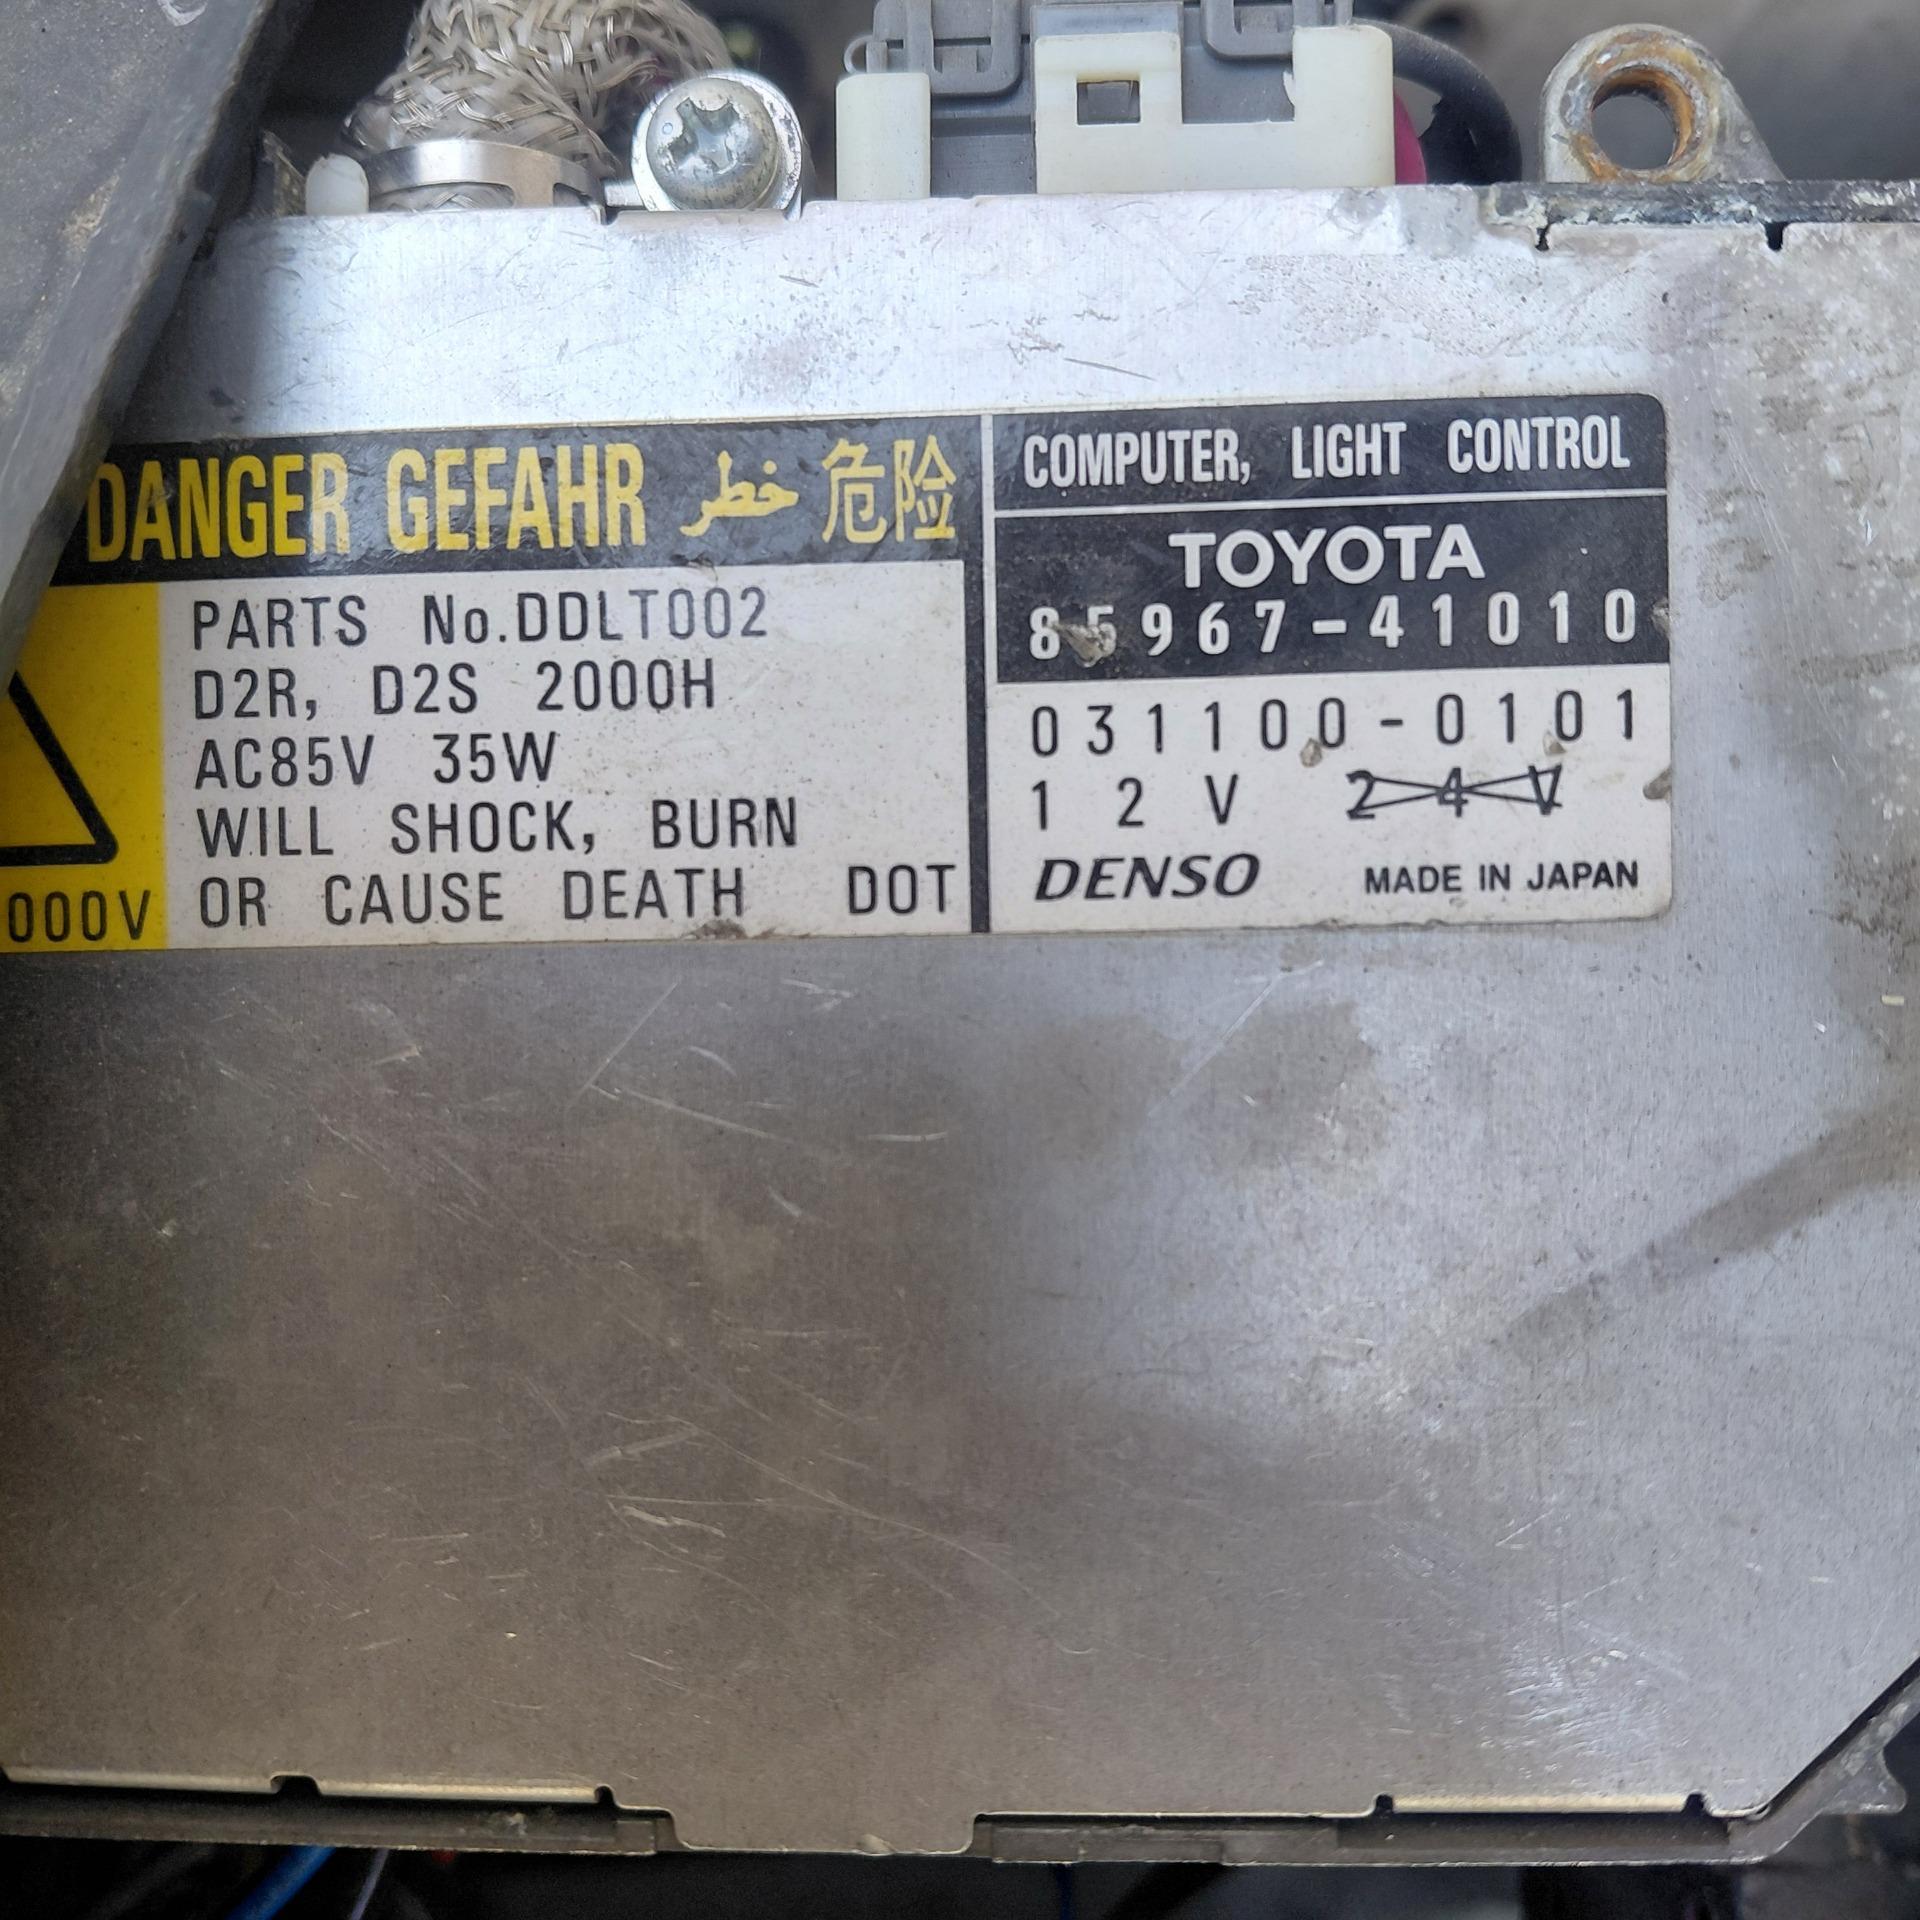 DANGER GEFAHR خطر 危险
PARTS No.DDLT002
D2R, D2S 2000H
AC85V 35W
WILL SHOCK, BURN
OR CAUSE DEATH DOT
000V
COMPUTER, LIGHT CONTROL
TOYOTA
85967-41010
031100-0101
12V 24V
DENSO MADE IN JAPAN